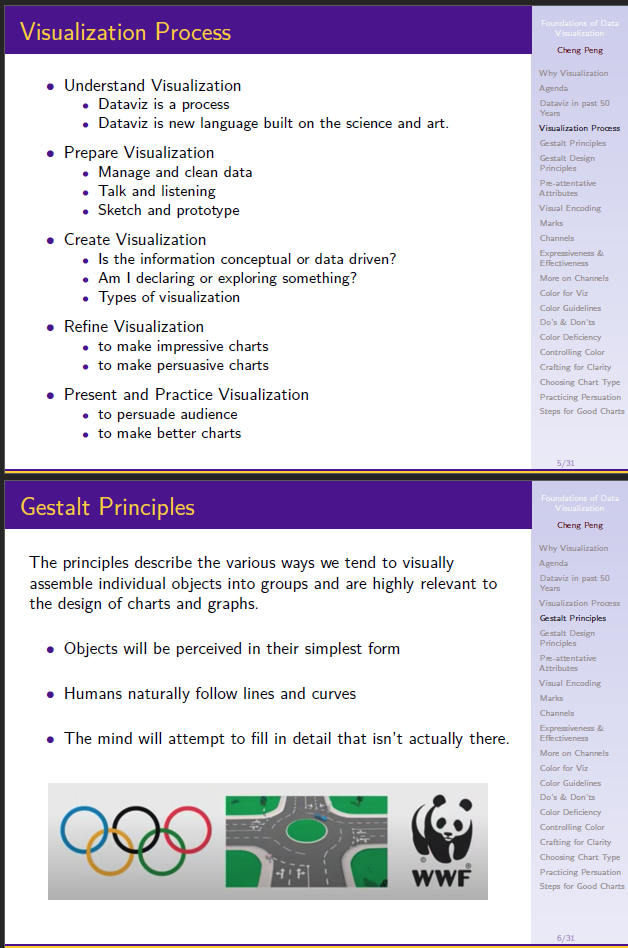 Visualization Process
• Understand Visualization
• Dataviz is a process
• Dataviz is new language built on the science and art.
• Prepare Visualization
• Manage and clean data
• Talk and listening
• Sketch and prototype
• Create Visualization
• Is the information conceptual or data driven?
• Am I declaring or exploring something?
• Types of visualization
• Refine Visualization
• to make impressive charts
• to make persuasive charts
• Present and Practice Visualization
• to persuade audience
• to make better charts
Foundations of Data
Visualization
Cheng Peng
Why Visualization
Agenda
Dataviz in past 50
Years
Visualization Process
Gestalt Principles
Gestalt Design
Principles
Pre-attentative
Attributes
Visual Encoding
Marks
Channels
Expressiveness &
Effectiveness
More on Channels
Color for Viz
Color Guidelines
Do's & Don'ts
Color Deficiency
Controlling Color
Crafting for Clarity
Choosing Chart Type
Practicing Persuation
Steps for Good Charts
5/31
Gestalt Principles
The principles describe the various ways we tend to visually
assemble individual objects into groups and are highly relevant to
the design of charts and graphs.
• Objects will be perceived in their simplest form
• Humans naturally follow lines and curves
• The mind will attempt to fill in detail that isn't actually there.
©
®
WWF
Foundations of Data
Visualization
Cheng Peng
Why Visualization
Agenda
Dataviz in past 50
Years
Visualization Process
Gestalt Principles
Gestalt Design
Principles
Pre-attentative
Attributes
Visual Encoding
Marks
Channels
Expressiveness &
Effectiveness
More on Channels
Color for Viz
Color Guidelines
Do's & Don'ts
Color Deficiency
Controlling Color
Crafting for Clarity
Choosing Chart Type
Practicing Persuation
Steps for Good Charts
6/31